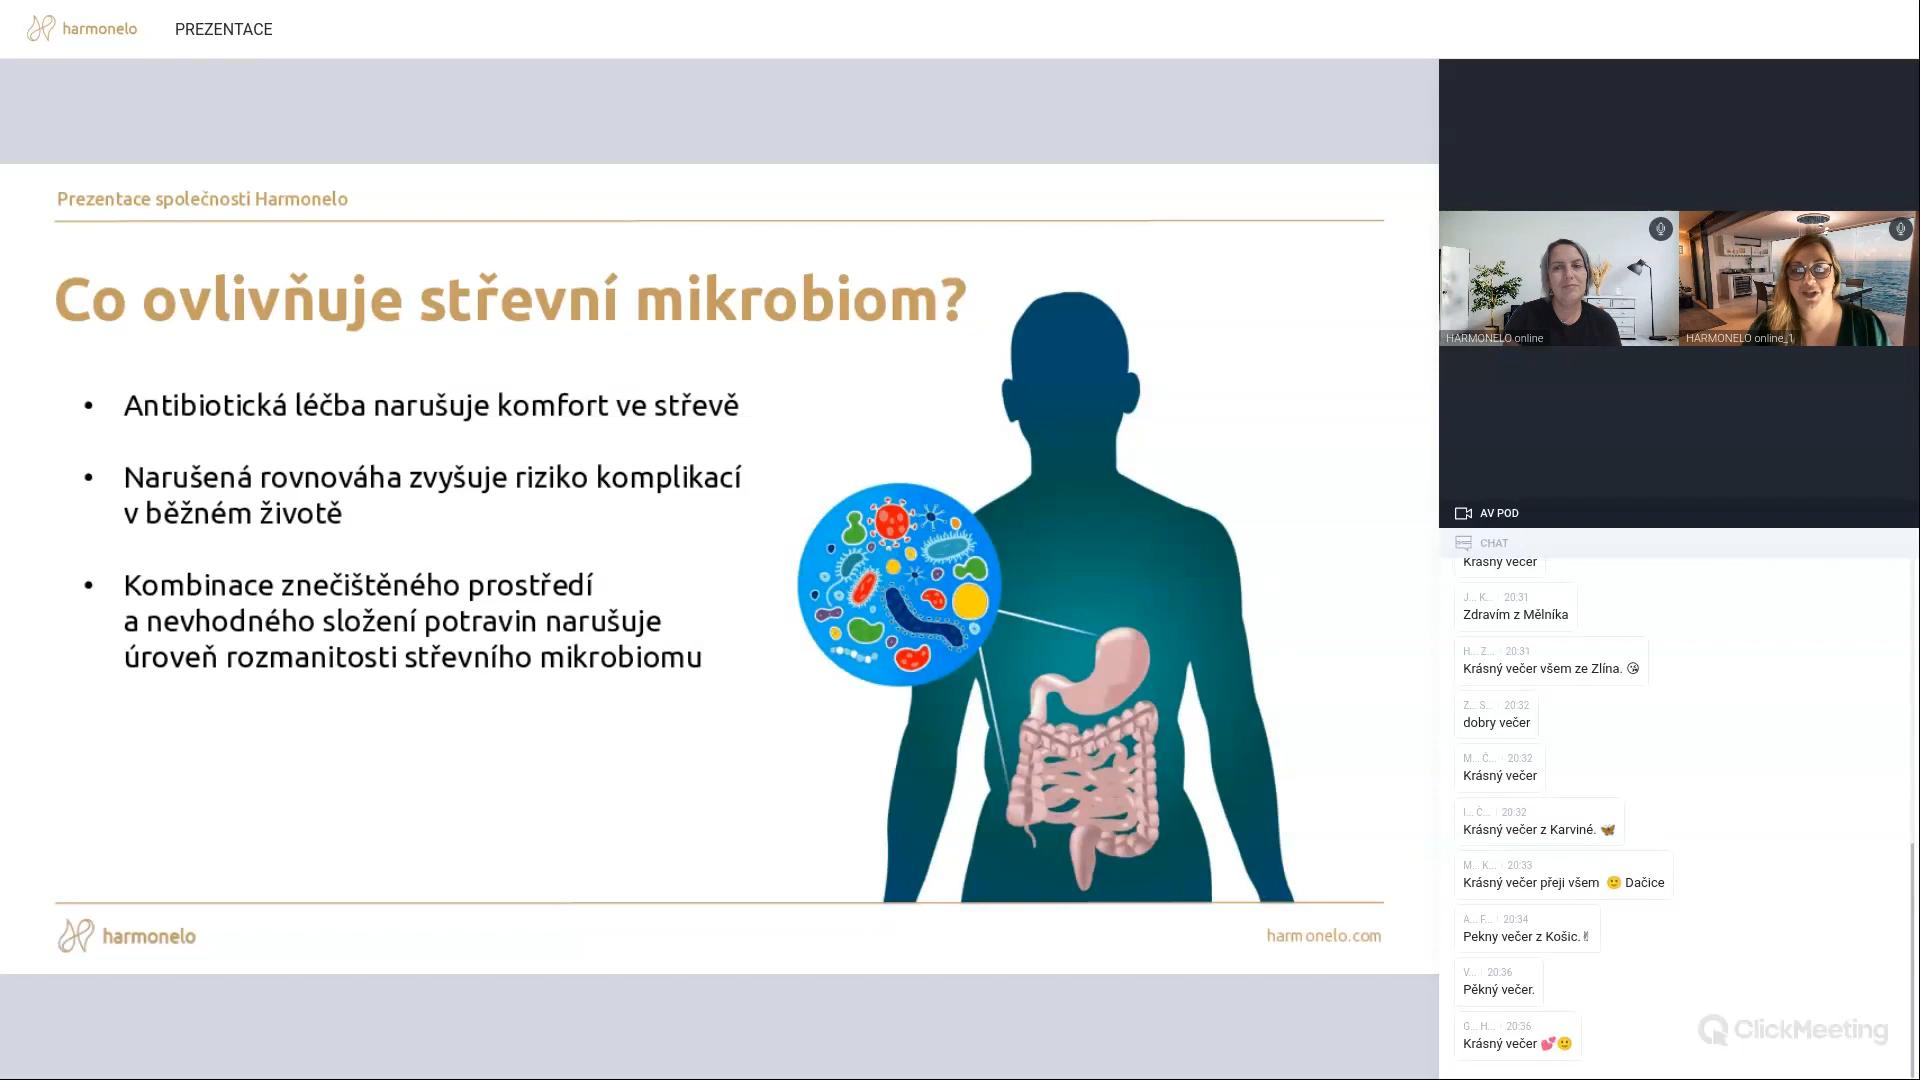 harmonelo
PREZENTACE
Prezentace společnosti Harmonelo
Co ovlivňuje střevní mikrobiom?
• Antibiotická léčba narušuje komfort ve střevě
• Narušená rovnováha zvyšuje riziko komplikací
v běžném životě
• Kombinace znečištěného prostředí
a nevhodného složení potravin narušuje
úroveň rozmanitosti střevního mikrobiomu
harmonelo
harmonelo.com
HARMONELO online
HARMONELO online_1
AV POD
CHAT
Krásný večer
J... K... 20:31
Zdravím z Mělníka
H... Z... 20:31
Krásný večer všem ze Zlína. 😘
Z... S... 20:32
dobry večer
M... Č... 20:32
Krásný večer
I... Č... 20:32
Krásný večer z Karviné. 🦋
M... K... 20:33
Krásný večer přeji všem 🙂 Dačice
A... F... 20:34
Pekny večer z Košic.✌
V... 20:36
Pěkný večer.
G... H... 20:36
Krásný večer 💕🙂
ClickMeeting